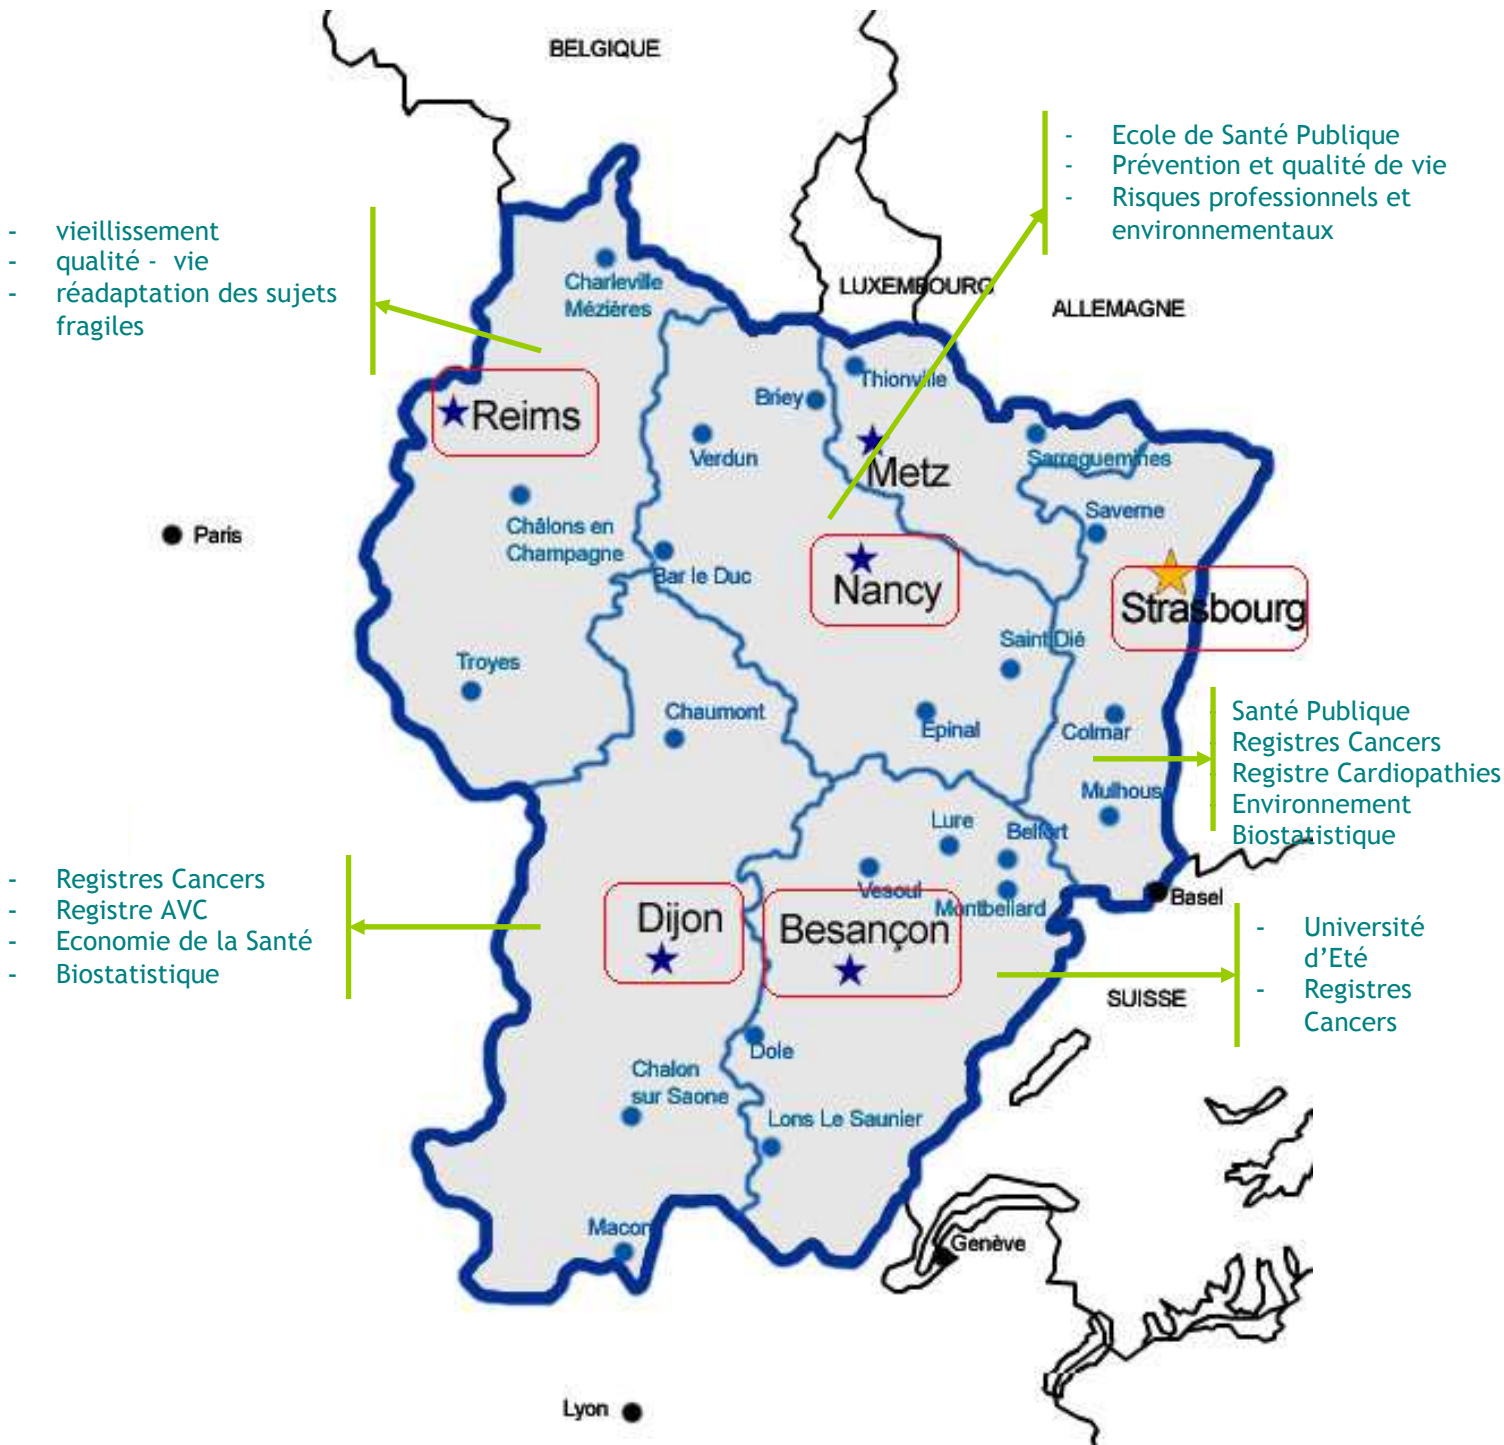 BELGIQUE
- Ecole de Santé Publique
- Prévention et qualité de vie
- Risques professionnels et
environnementaux
- vieillissement
- qualité - vie
- réadaptation des sujets
fragiles
Charleville
Mézières
LUXEMBOURG
ALLEMAGNE
Thionville
Briey
Reims
Verdun
Metz
Sarreguemines
Châlons en
Champagne
Saverne
Paris
Bar le Duc
Nancy
Strasbourg
Saint Dié
Troyes
Chaumont
Epinal
Colmar
Santé Publique
Registres Cancers
Registre Cardiopathies
Environnement
Biostatistique
Mulhous
Lure
Belfort
Vesoul
Montbeliard
Basel
- Registres Cancers
- Registre AVC
- Economie de la Santé
- Biostatistique
Dijon
Besançon
- Université
d'Eté
- Registres
Cancers
SUISSE
Dole
Chalon
sur Saone
Lons Le Saunier
Macon
Genève
Lyon